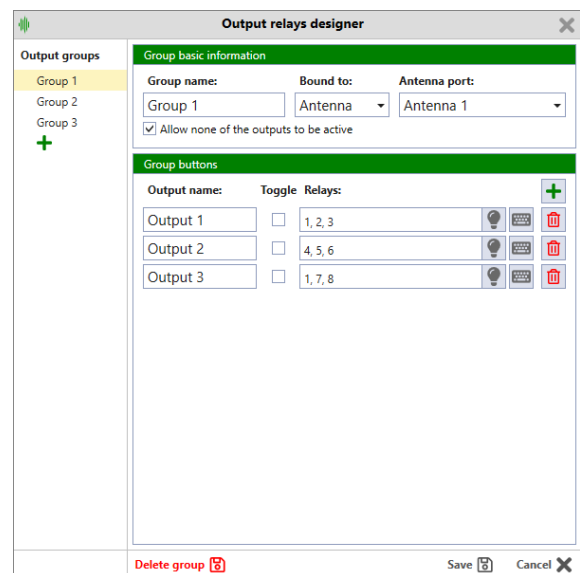 Output relays designer
Output groups
Group 1
Group 2
Group 3
Group basic information
Group name: Bound to: Antenna port:
Group 1 Antenna Antenna 1
Allow none of the outputs to be active
Group buttons
Output name: Toggle Relays:
Output 1 1, 2, 3
Output 2 4, 5, 6
Output 3 1, 7, 8
Delete group Save Cancel